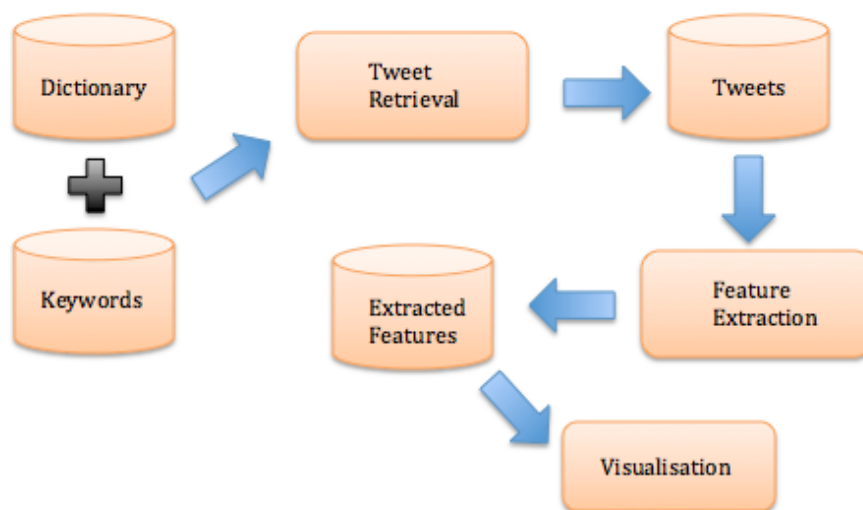 Dictionary
Tweet
Retrieval
Tweets
Keywords
Extracted
Features
Feature
Extraction
Visualisation